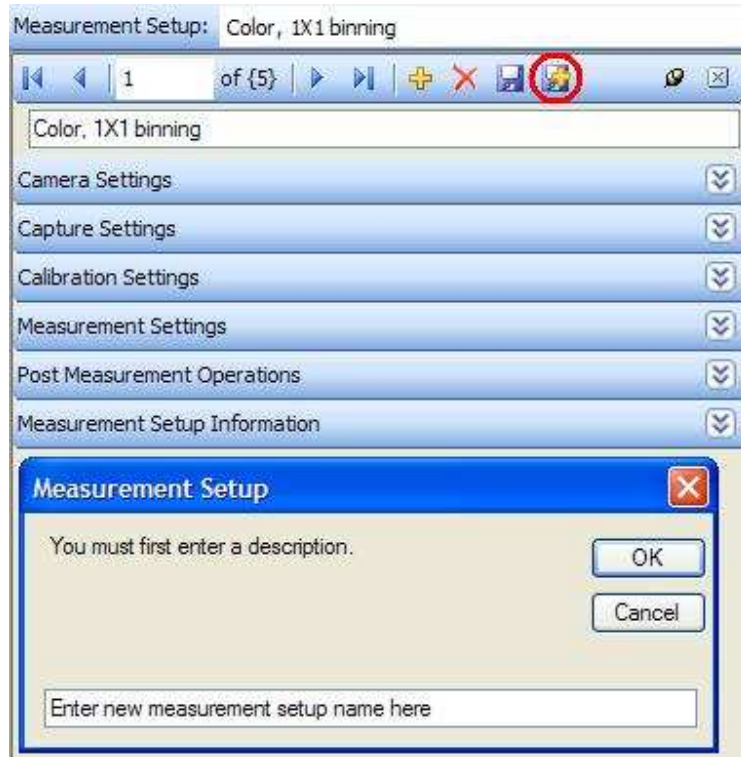 Measurement Setup: Color, 1X1 binning
1 of {5}
Color, 1X1 binning
Camera Settings
Capture Settings
Calibration Settings
Measurement Settings
Post Measurement Operations
Measurement Setup Information
Measurement Setup
You must first enter a description.
OK
Cancel
Enter new measurement setup name here